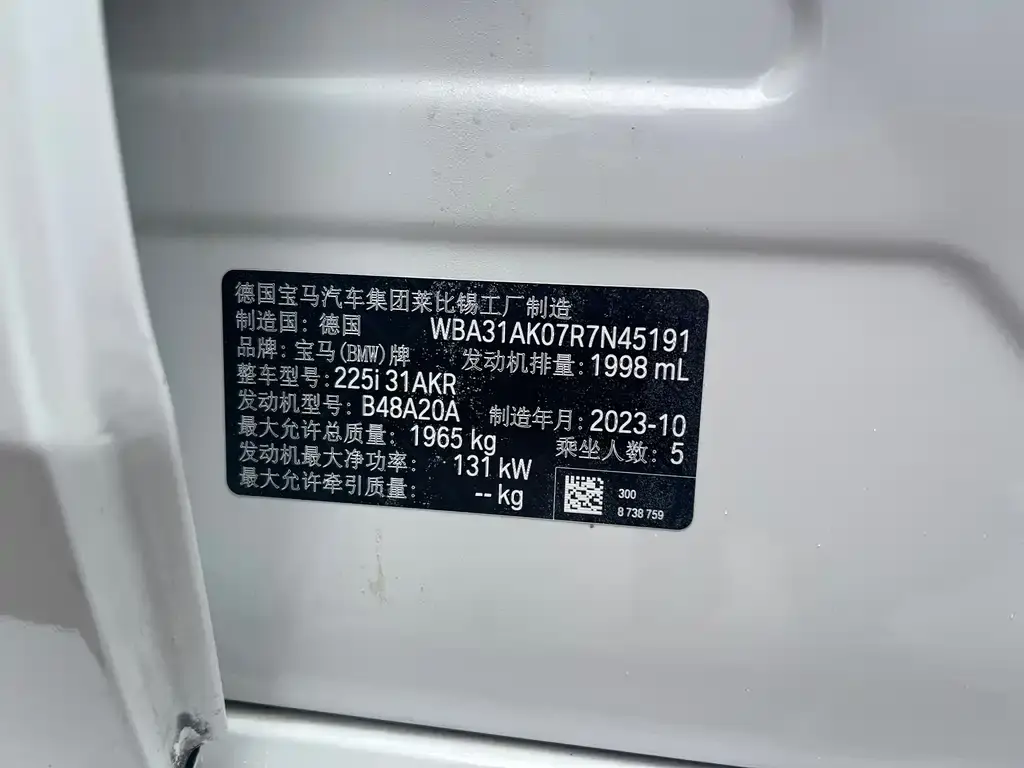 德国宝马汽车集团莱比锡工厂制造
制造国: 德国 WBA31AK07R7N45191
品牌: 宝马(BMW)牌 发动机排量: 1998 mL
整车型号: 225i 31AKR
发动机型号: B48A20A 制造年月: 2023-10
最大允许总质量: 1965 kg 乘坐人数: 5
发动机最大净功率: 131 kW
最大允许牵引质量: -- kg
300
8 738 759